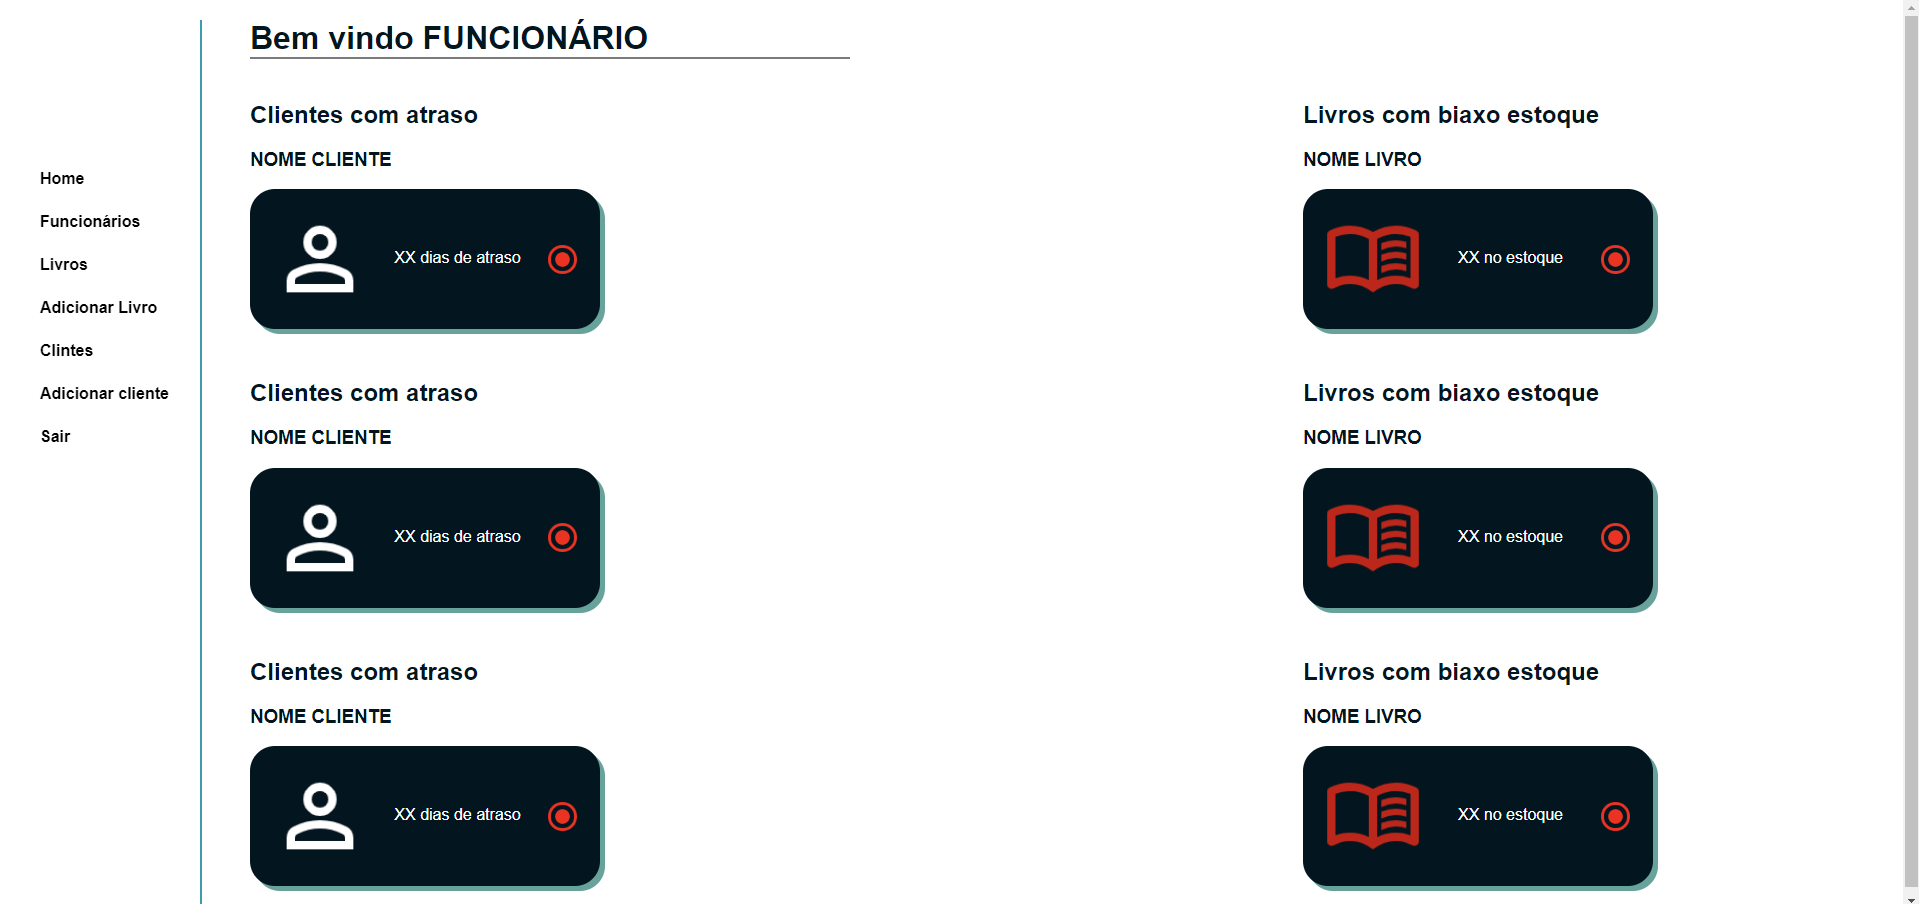 Bem vindo FUNCIONÁRIO
Home
Funcionários
Livros
Adicionar Livro
Clintes
Adicionar cliente
Sair
Clientes com atraso
NOME CLIENTE
XX dias de atraso
Livros com biaxo estoque
NOME LIVRO
XX no estoque
Clientes com atraso
NOME CLIENTE
XX dias de atraso
Livros com biaxo estoque
NOME LIVRO
XX no estoque
Clientes com atraso
NOME CLIENTE
XX dias de atraso
Livros com biaxo estoque
NOME LIVRO
XX no estoque